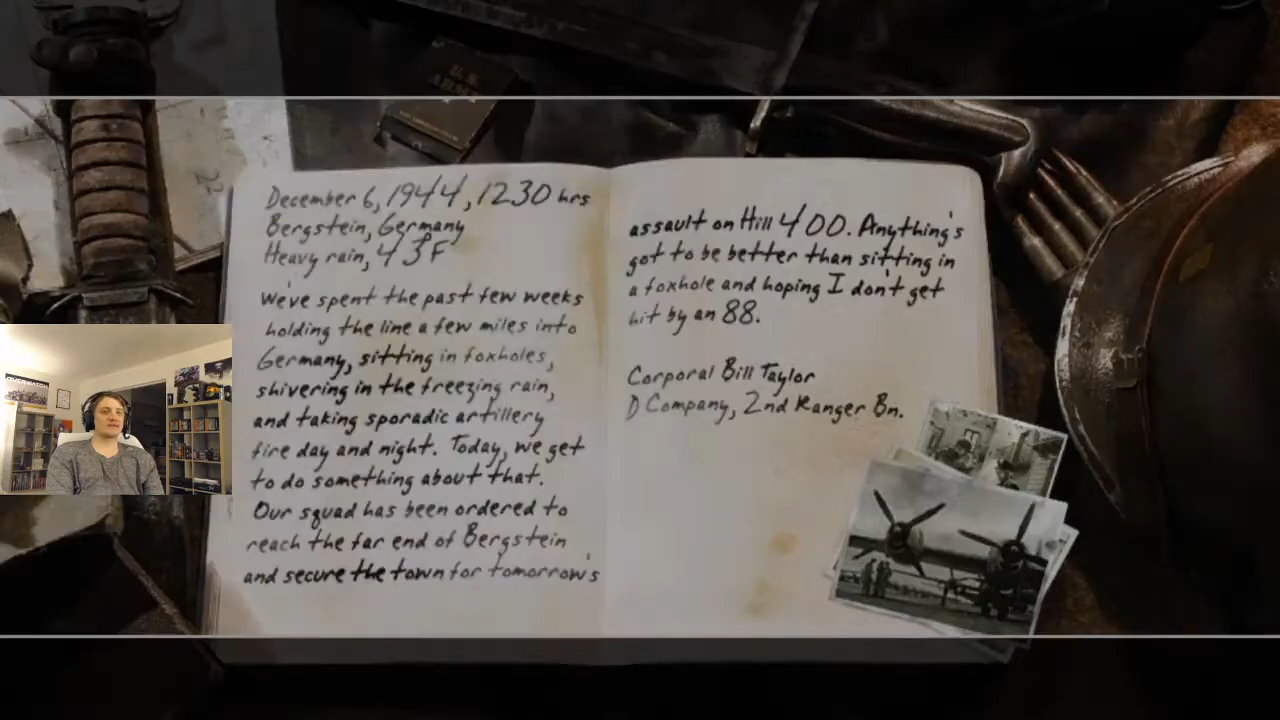 U.S.
ARMY
December 6, 1944, 1230 hrs
Bergstein, Germany
Heavy rain, 43F
We've spent the past few weeks
holding the line a few miles into
Germany, sitting in foxholes,
shivering in the freezing rain,
and taking sporadic artillery
fire day and night. Today, we get
to do something about that.
Our squad has been ordered to
reach the far end of Bergstein
and secure the town for tomorrow's
assault on Hill 400. Anything's
got to be better than sitting in
a foxhole and hoping I don't get
hit by an 88.
Corporal Bill Taylor
D Company, 2nd Ranger Bn.
OVERWATCH